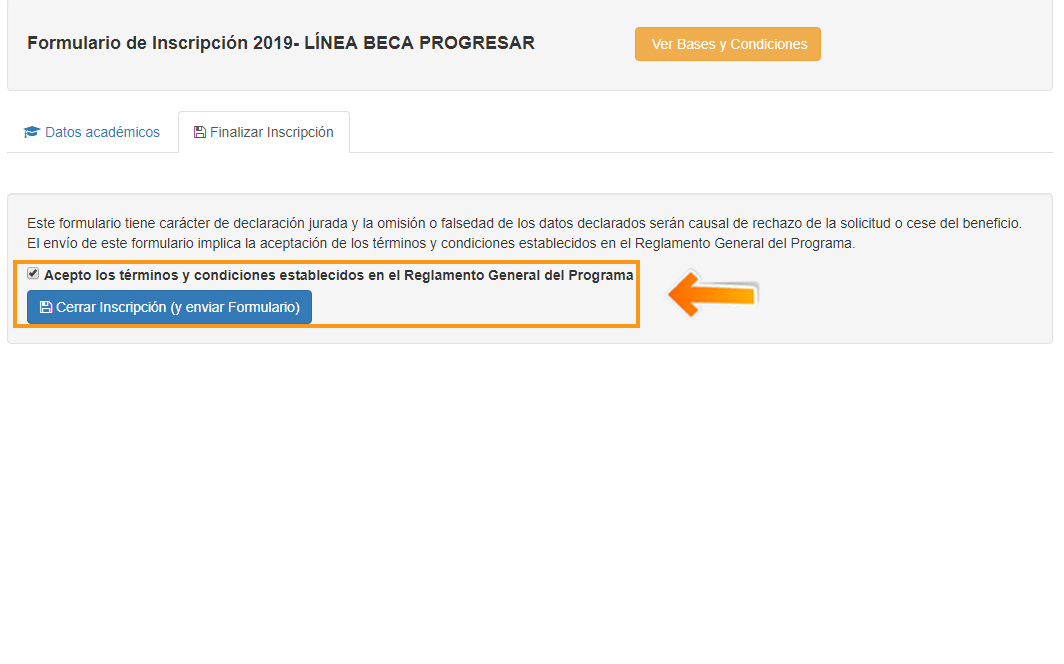 Formulario de Inscripción 2019- LÍNEA BECA PROGRESAR
Ver Bases y Condiciones
Datos académicos
Finalizar Inscripción
Este formulario tiene carácter de declaración jurada y la omisión o falsedad de los datos declarados serán causal de rechazo de la solicitud o cese del beneficio.
El envío de este formulario implica la aceptación de los términos y condiciones establecidos en el Reglamento General del Programa.
Acepto los términos y condiciones establecidos en el Reglamento General del Programa
Cerrar Inscripción (y enviar Formulario)